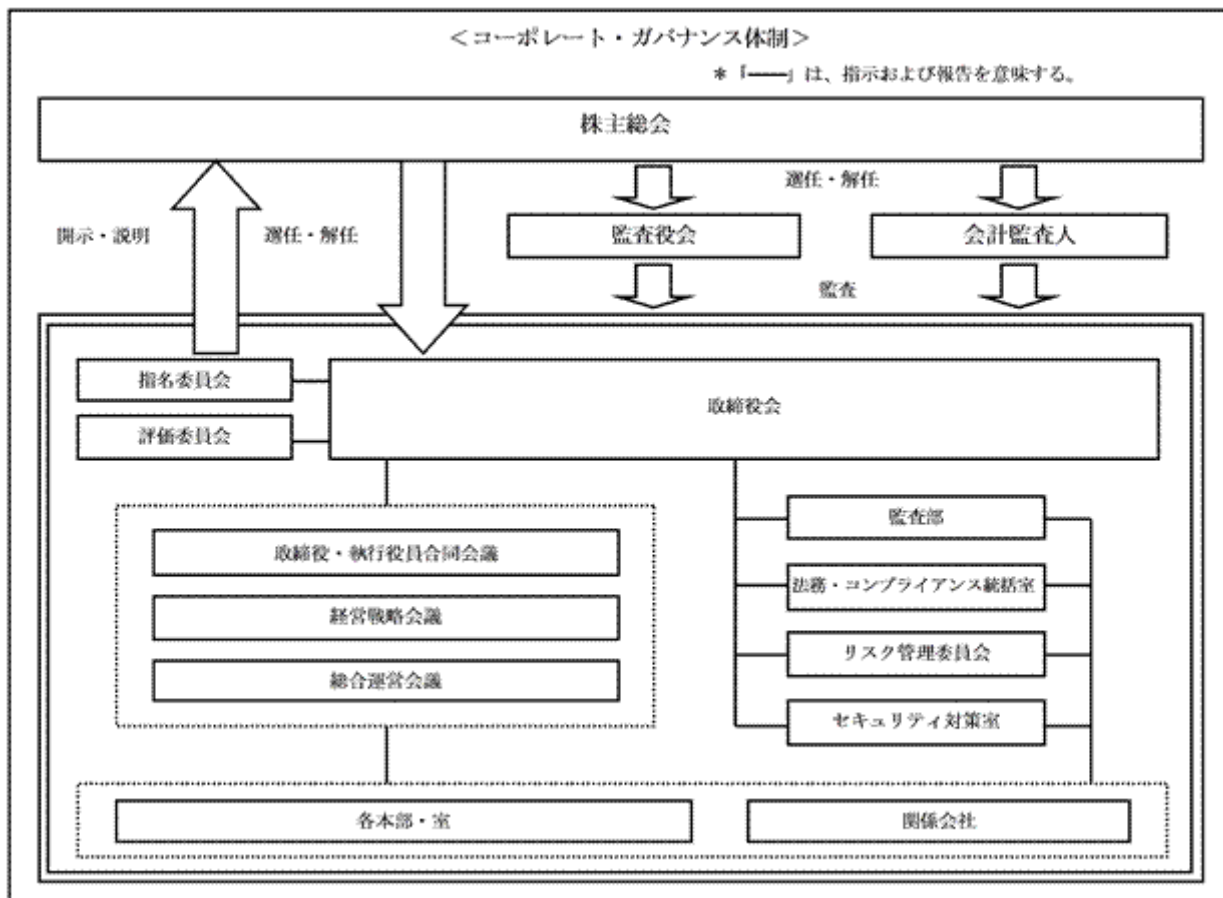 ＜コーポレート・ガバナンス体制＞
＊「――」は、指示および報告を意味する。
株主総会
選任・解任
開示・説明
選任・解任
監査役会
会計監査人
監査
指名委員会
評価委員会
取締役会
取締役・執行役員合同会議
経営戦略会議
総合運営会議
監査部
法務・コンプライアンス統括室
リスク管理委員会
セキュリティ対策室
各本部・室
関係会社